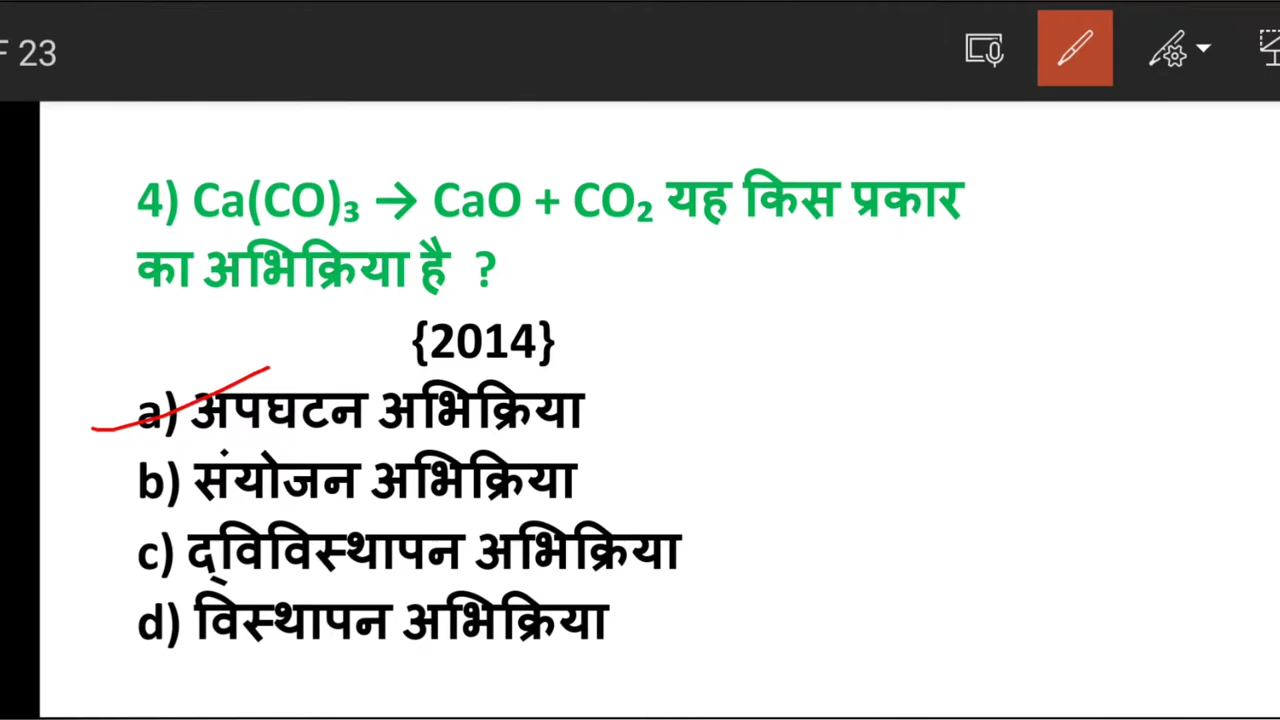 F 23
4) Ca(CO)₃ → CaO + CO₂ यह किस प्रकार
का अभिक्रिया है ?
{2014}
a) अपघटन अभिक्रिया
b) संयोजन अभिक्रिया
c) द्विविस्थापन अभिक्रिया
d) विस्थापन अभिक्रिया